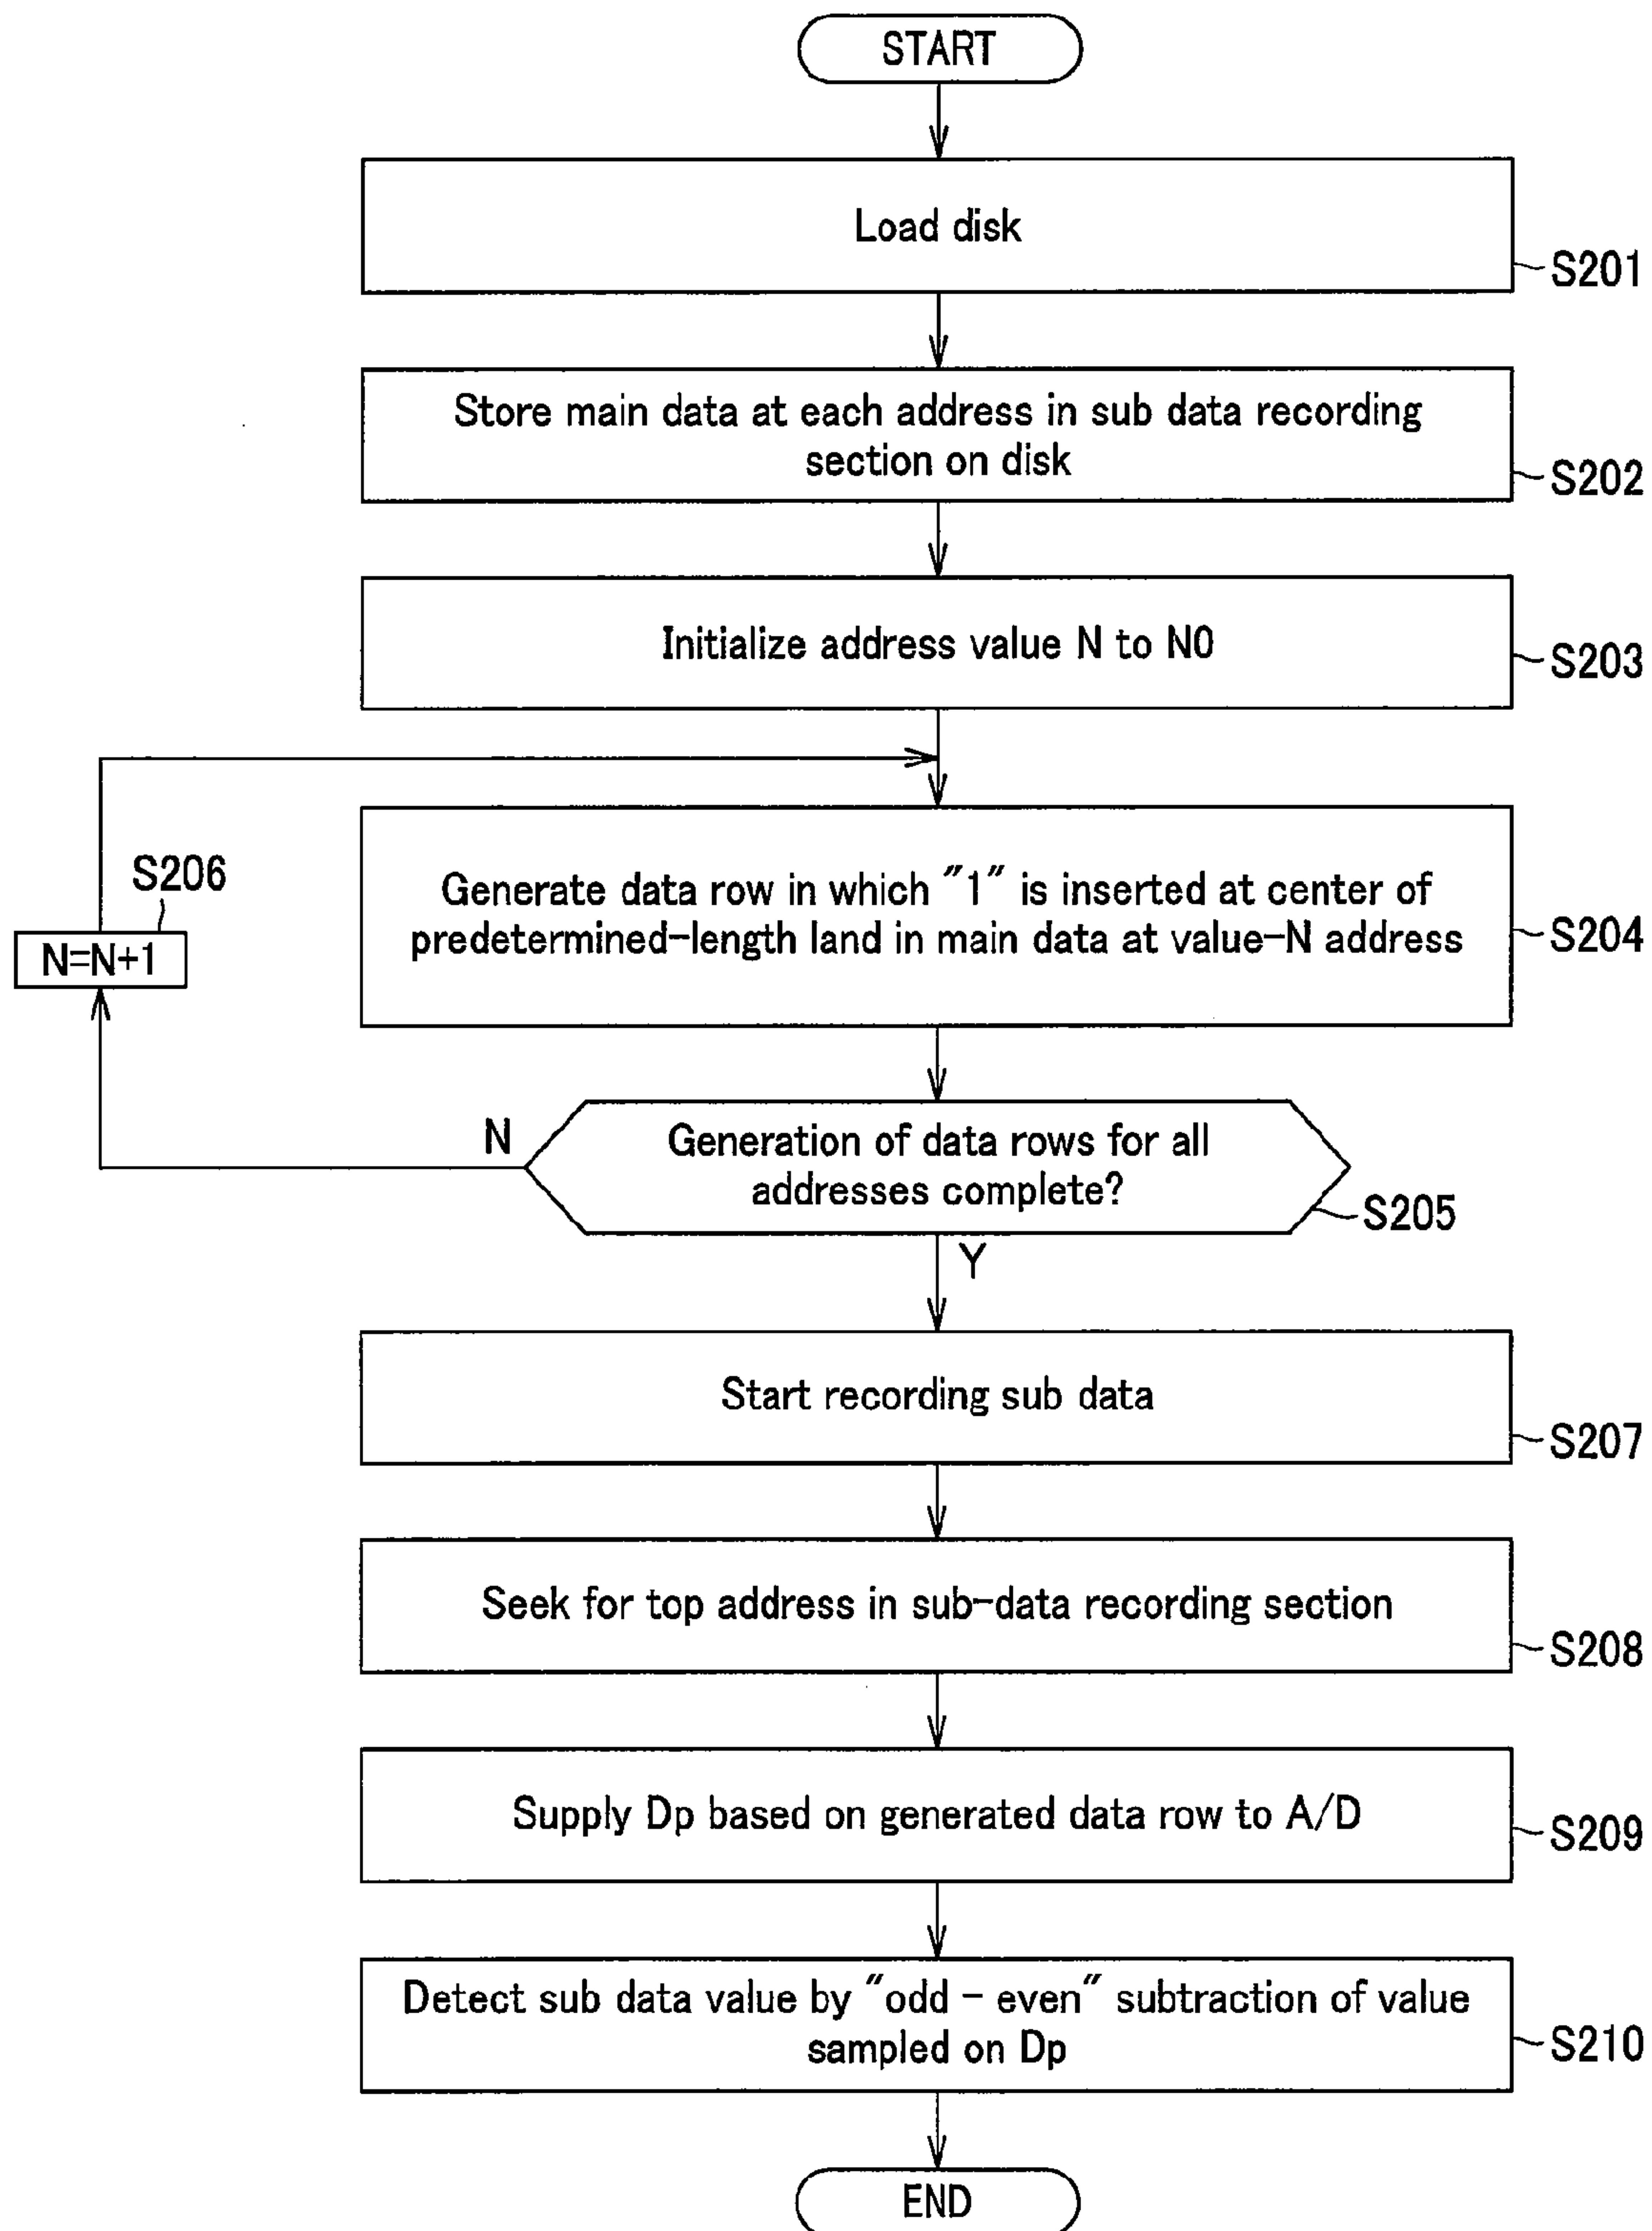 START
Load disk
S201
Store main data at each address in sub data recording
section on disk
S202
Initialize address value N to N0
S203
S206
N=N+1
Generate data row in which "1" is inserted at center of
predetermined-length land in main data at value-N address
S204
N
Generation of data rows for all
addresses complete?
S205
Y
Start recording sub data
S207
Seek for top address in sub-data recording section
S208
Supply Dp based on generated data row to A/D
S209
Detect sub data value by "odd - even" subtraction of value
sampled on Dp
S210
END